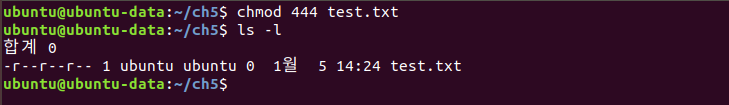 ubuntu@ubuntu-data:~/ch5$ chmod 444 test.txt
ubuntu@ubuntu-data:~/ch5$ ls -l
합계 0
-r--r--r-- 1 ubuntu ubuntu 0  1월  5 14:24 test.txt
ubuntu@ubuntu-data:~/ch5$